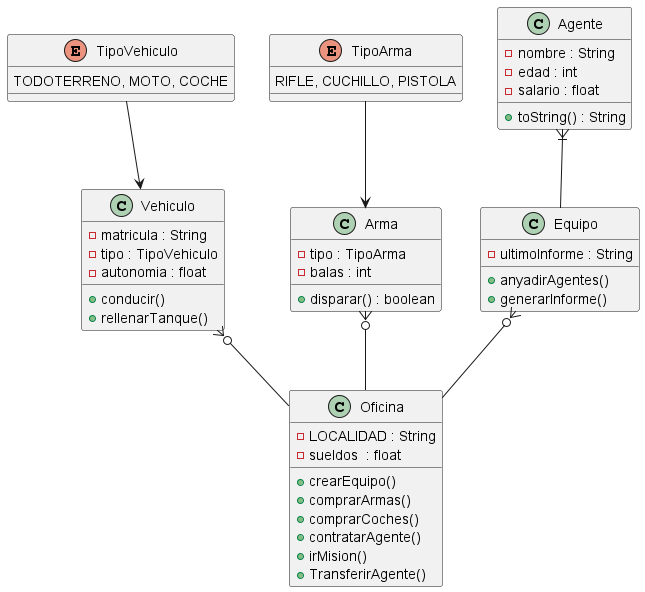 E TipoVehiculo
TODOTERRENO, MOTO, COCHE
E TipoArma
RIFLE, CUCHILLO, PISTOLA
C Agente
nombre : String
edad : int
salario : float
toString() : String
C Vehiculo
matricula : String
tipo : TipoVehiculo
autonomia : float
conducir()
rellenarTanque()
C Arma
tipo : TipoArma
balas : int
disparar() : boolean
C Equipo
ultimoInforme : String
anyadirAgentes()
generarInforme()
C Oficina
LOCALIDAD : String
sueldos  : float
crearEquipo()
comprarArmas()
comprarCoches()
contratarAgente()
irMision()
TransferirAgente()